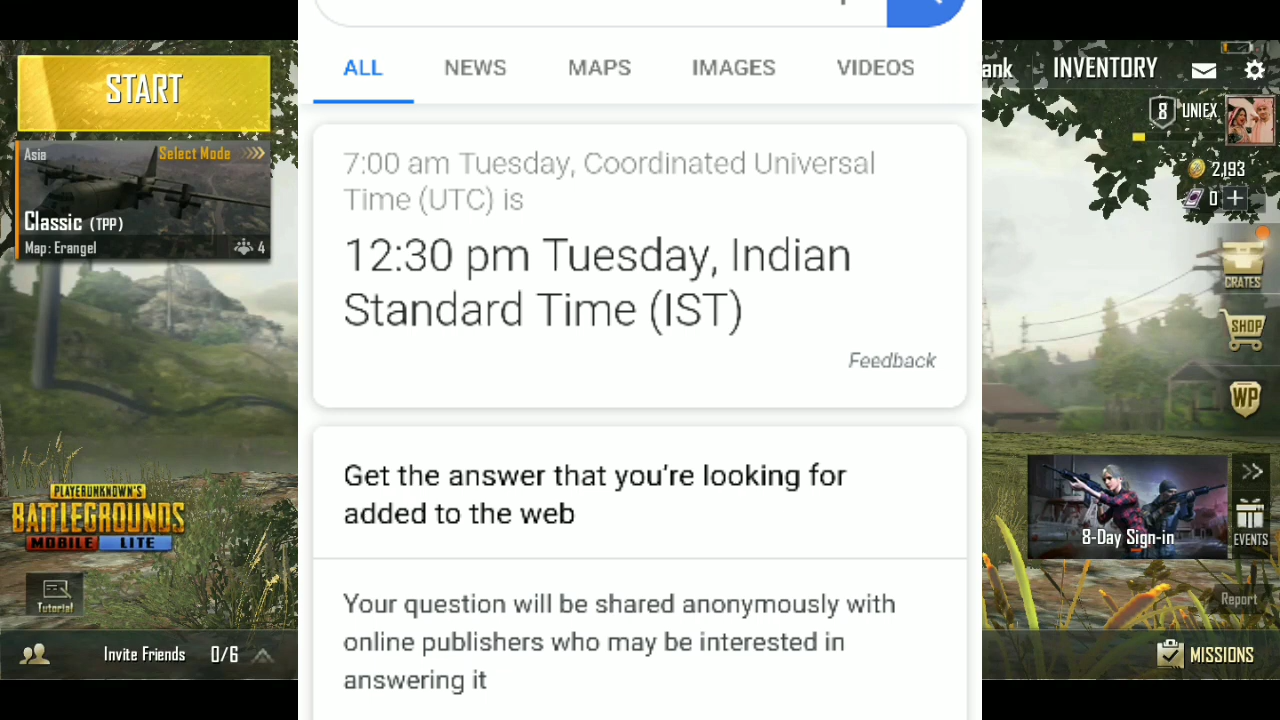 START
Asia
Select Mode
Classic (TPP)
Map: Erangel
4
PLAYERUNKNOWN'S
BATTLEGROUNDS
MOBILE LITE
Tutorial
Invite Friends 0/6
ALL NEWS MAPS IMAGES VIDEOS
7:00 am Tuesday, Coordinated Universal
Time (UTC) is
12:30 pm Tuesday, Indian
Standard Time (IST)
Feedback
Get the answer that you're looking for
added to the web
Your question will be shared anonymously with
online publishers who may be interested in
answering it
ank INVENTORY
8 UNIEX
2,193
0
CRATES
SHOP
WP
8-Day Sign-in
EVENTS
Report
MISSIONS